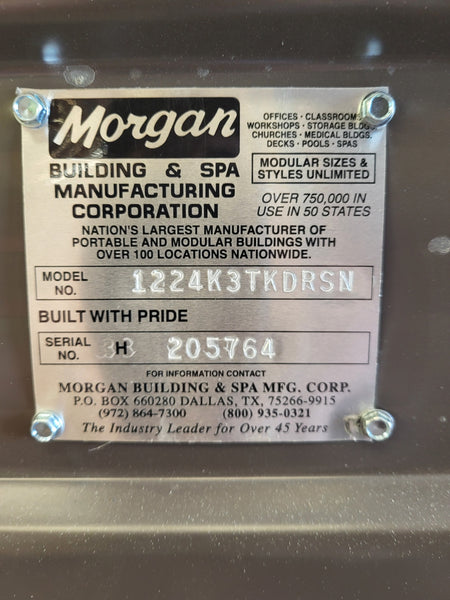 Morgan
OFFICES · CLASSROOMS
WORKSHOPS · STORAGE BLDGS.
CHURCHES · MEDICAL BLDGS.
DECKS · POOLS · SPAS
BUILDING & SPA
MANUFACTURING
CORPORATION
MODULAR SIZES &
STYLES UNLIMITED
OVER 750,000 IN
USE IN 50 STATES
NATION'S LARGEST MANUFACTURER OF
PORTABLE AND MODULAR BUILDINGS WITH
OVER 100 LOCATIONS NATIONWIDE.
MODEL NO. 1224K3TKDRSN
BUILT WITH PRIDE
SERIAL NO. H 205764
FOR INFORMATION CONTACT
MORGAN BUILDING & SPA MFG. CORP.
P.O. BOX 660280 DALLAS, TX, 75266-9915
(972) 864-7300 (800) 935-0321
The Industry Leader for Over 45 Years